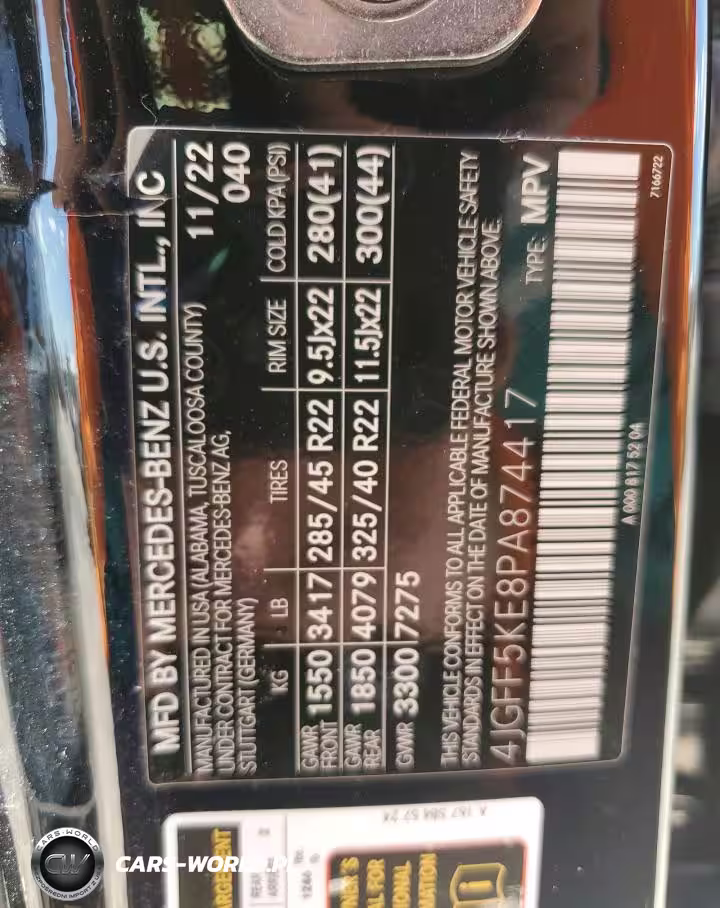 MFD BY MERCEDES-BENZ U.S. INTL., INC
MANUFACTURED IN USA (ALABAMA, TUSCALOOSA COUNTY) 11/22
UNDER CONTRACT FOR MERCEDES-BENZ AG, 040
STUTTGART (GERMANY)
KG LB TIRES RIM SIZE COLD KPA(PSI)
GAWR FRONT 1550 3417 285/45 R22 9.5Jx22 280(41)
GAWR REAR 1850 4079 325/40 R22 11.5Jx22 300(44)
GVWR 3300 7275
THIS VEHICLE CONFORMS TO ALL APPLICABLE FEDERAL MOTOR VEHICLE SAFETY
STANDARDS IN EFFECT ON THE DATE OF MANUFACTURE SHOWN ABOVE.
4JGFF5KE8PA874417 TYPE: MPV
A 000 817 52 04
7166722
CARS-WORLD
CW
CARS-WOR